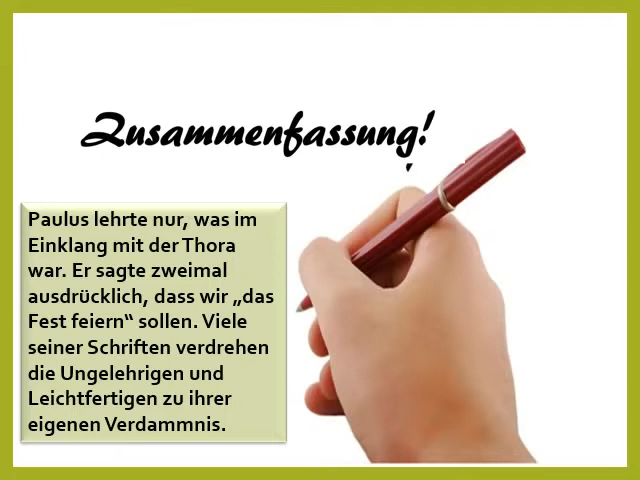 Zusammenfassung!
Paulus lehrte nur, was im
Einklang mit der Thora
war. Er sagte zweimal
ausdrücklich, dass wir „das
Fest feiern“ sollen. Viele
seiner Schriften verdrehen
die Ungelehrigen und
Leichtfertigen zu ihrer
eigenen Verdammnis.